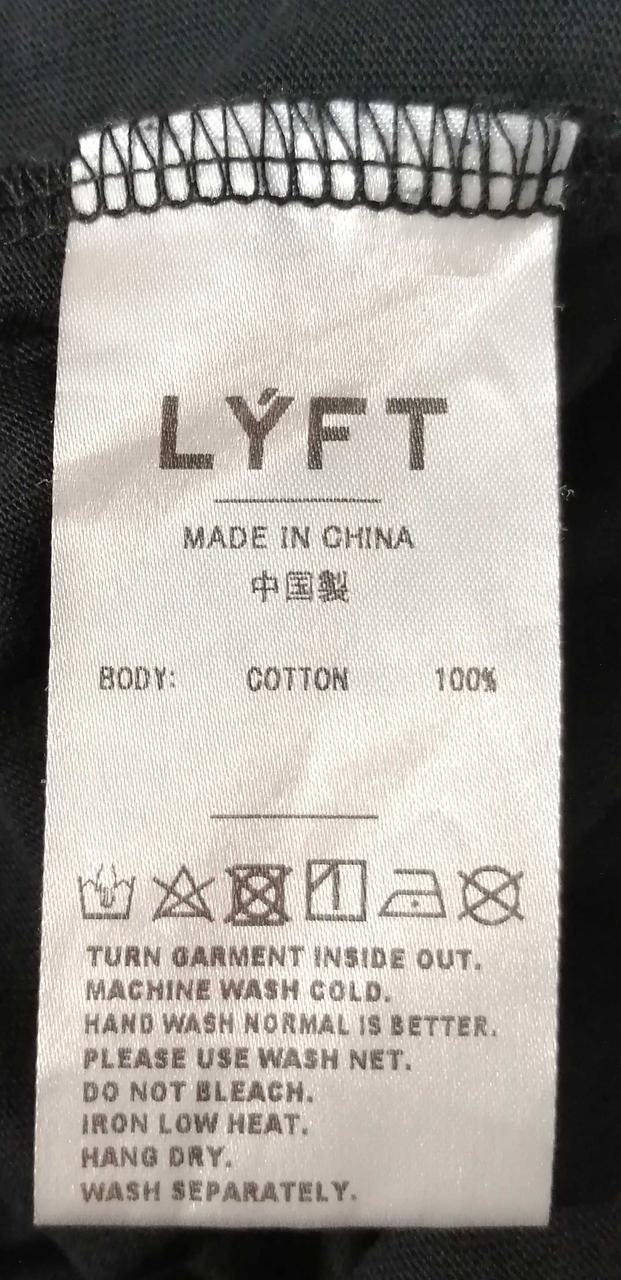 LÝFT
MADE IN CHINA
中国製
BODY: COTTON 100%
TURN GARMENT INSIDE OUT.
MACHINE WASH COLD.
HAND WASH NORMAL IS BETTER.
PLEASE USE WASH NET.
DO NOT BLEACH.
IRON LOW HEAT.
HANG DRY.
WASH SEPARATELY.